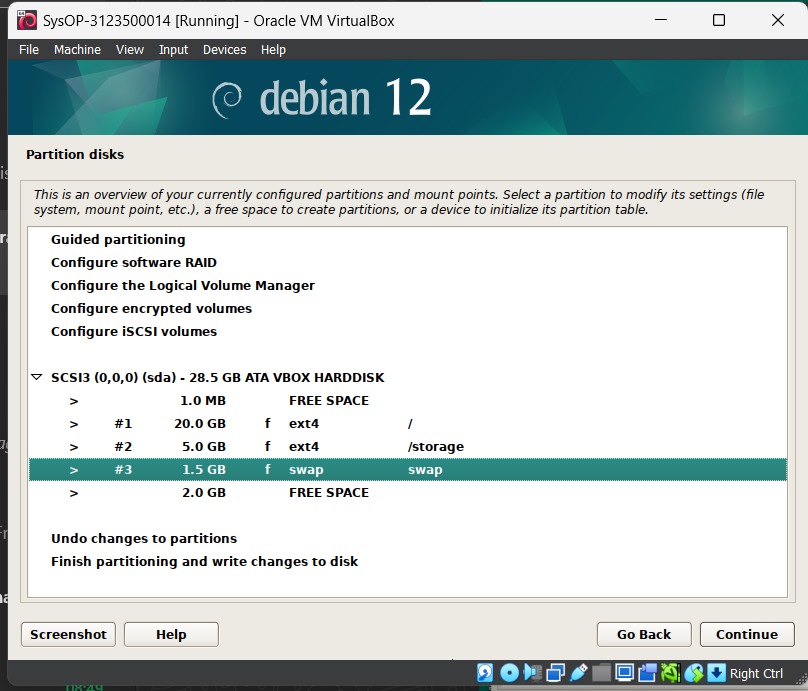 SysOP-3123500014 [Running] - Oracle VM VirtualBox
File Machine View Input Devices Help
debian 12
Partition disks
This is an overview of your currently configured partitions and mount points. Select a partition to modify its settings (file
system, mount point, etc.), a free space to create partitions, or a device to initialize its partition table.
Guided partitioning
Configure software RAID
Configure the Logical Volume Manager
Configure encrypted volumes
Configure iSCSI volumes
SCSI3 (0,0,0) (sda) - 28.5 GB ATA VBOX HARDDISK
> 1.0 MB FREE SPACE
> #1 20.0 GB f ext4 /
> #2 5.0 GB f ext4 /storage
> #3 1.5 GB f swap swap
> 2.0 GB FREE SPACE
Undo changes to partitions
Finish partitioning and write changes to disk
Screenshot Help Go Back Continue
Right Ctrl